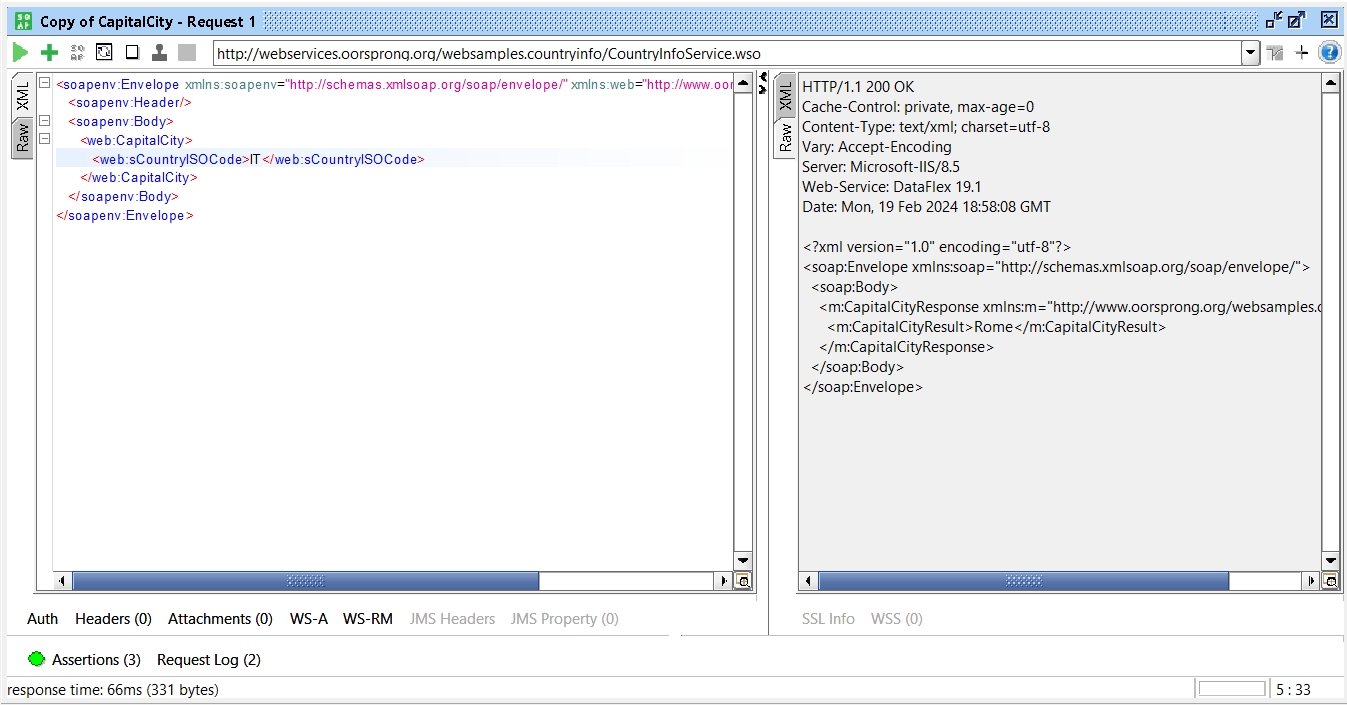 Copy of CapitalCity - Request 1
http://webservices.oorsprong.org/websamples.countryinfo/CountryInfoService.wso
XML
Raw
<soapenv:Envelope xmlns:soapenv="http://schemas.xmlsoap.org/soap/envelope/" xmlns:web="http://www.oor
<soapenv:Header/>
<soapenv:Body>
<web:CapitalCity>
<web:sCountryISOCode>IT</web:sCountryISOCode>
</web:CapitalCity>
</soapenv:Body>
</soapenv:Envelope>
XML
Raw
HTTP/1.1 200 OK
Cache-Control: private, max-age=0
Content-Type: text/xml; charset=utf-8
Vary: Accept-Encoding
Server: Microsoft-IIS/8.5
Web-Service: DataFlex 19.1
Date: Mon, 19 Feb 2024 18:58:08 GMT
<?xml version="1.0" encoding="utf-8"?>
<soap:Envelope xmlns:soap="http://schemas.xmlsoap.org/soap/envelope/">
<soap:Body>
<m:CapitalCityResponse xmlns:m="http://www.oorsprong.org/websamples.c
<m:CapitalCityResult>Rome</m:CapitalCityResult>
</m:CapitalCityResponse>
</soap:Body>
</soap:Envelope>
Auth Headers (0) Attachments (0) WS-A WS-RM JMS Headers JMS Property (0)
SSL Info WSS (0)
Assertions (3) Request Log (2)
response time: 66ms (331 bytes)
5 : 33